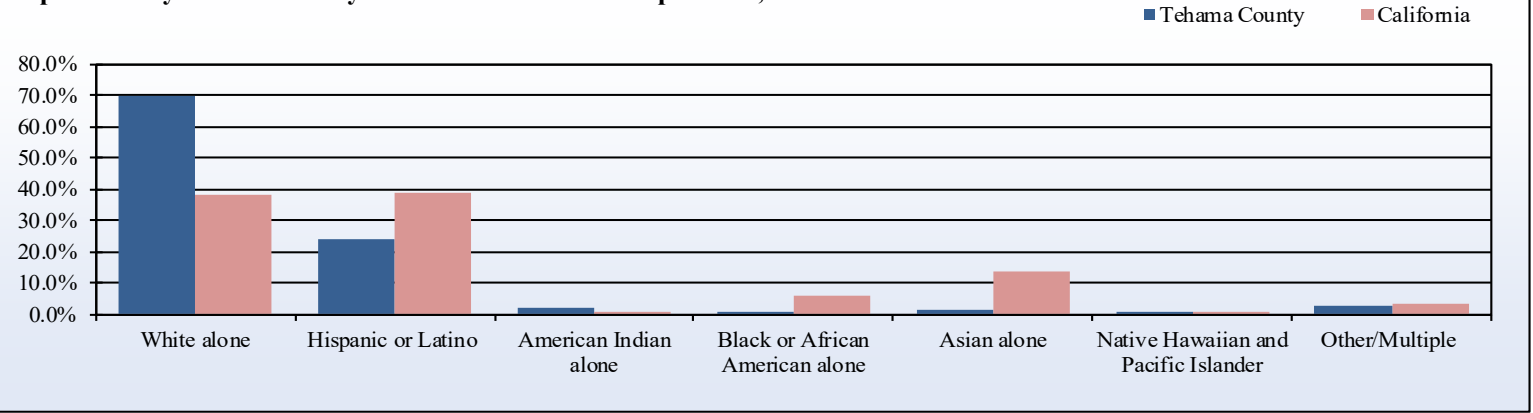 Tehama County California
80.0%
70.0%
60.0%
50.0%
40.0%
30.0%
20.0%
10.0%
0.0%
White alone
Hispanic or Latino
American Indian
alone
Black or African
American alone
Asian alone
Native Hawaiian and
Pacific Islander
Other/Multiple